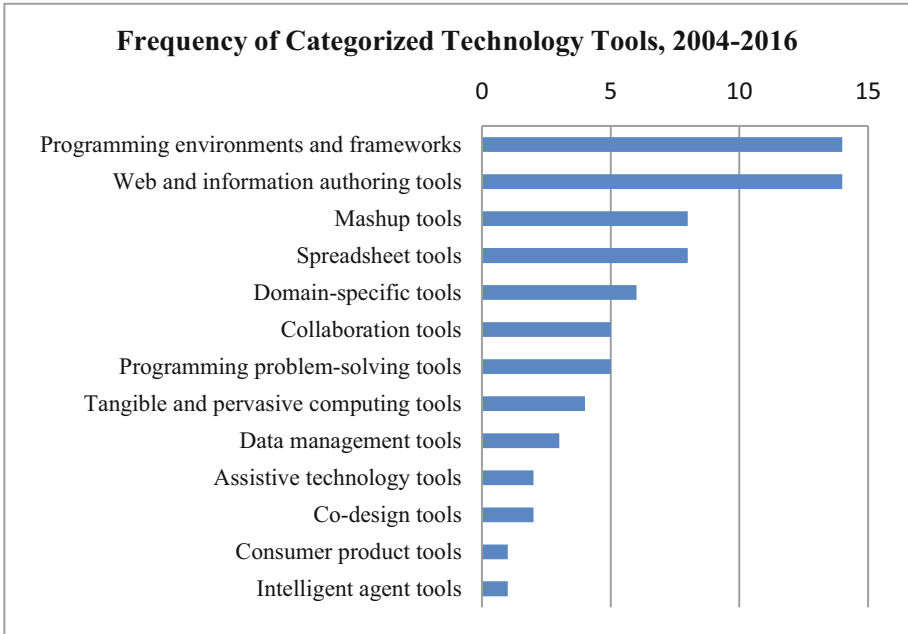 Frequency of Categorized Technology Tools, 2004-2016
0 5 10 15
Programming environments and frameworks
Web and information authoring tools
Mashup tools
Spreadsheet tools
Domain-specific tools
Collaboration tools
Programming problem-solving tools
Tangible and pervasive computing tools
Data management tools
Assistive technology tools
Co-design tools
Consumer product tools
Intelligent agent tools